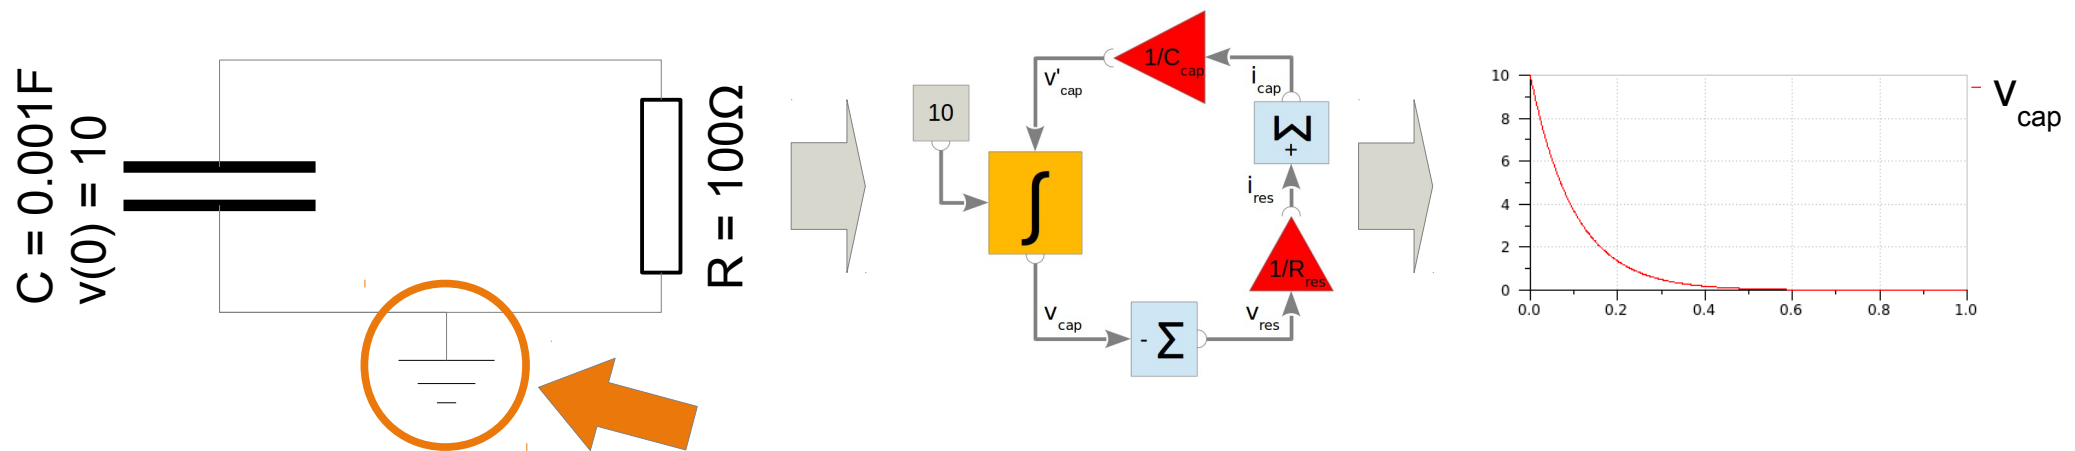 C = 0.001F
v(0) = 10
R = 100Ω
10
∫
v'cap
1/Ccap
icap
Σ
+
ires
1/Rres
vres
- Σ
vcap
10
8
6
4
2
0
0.0 0.2 0.4 0.6 0.8 1.0
vcap